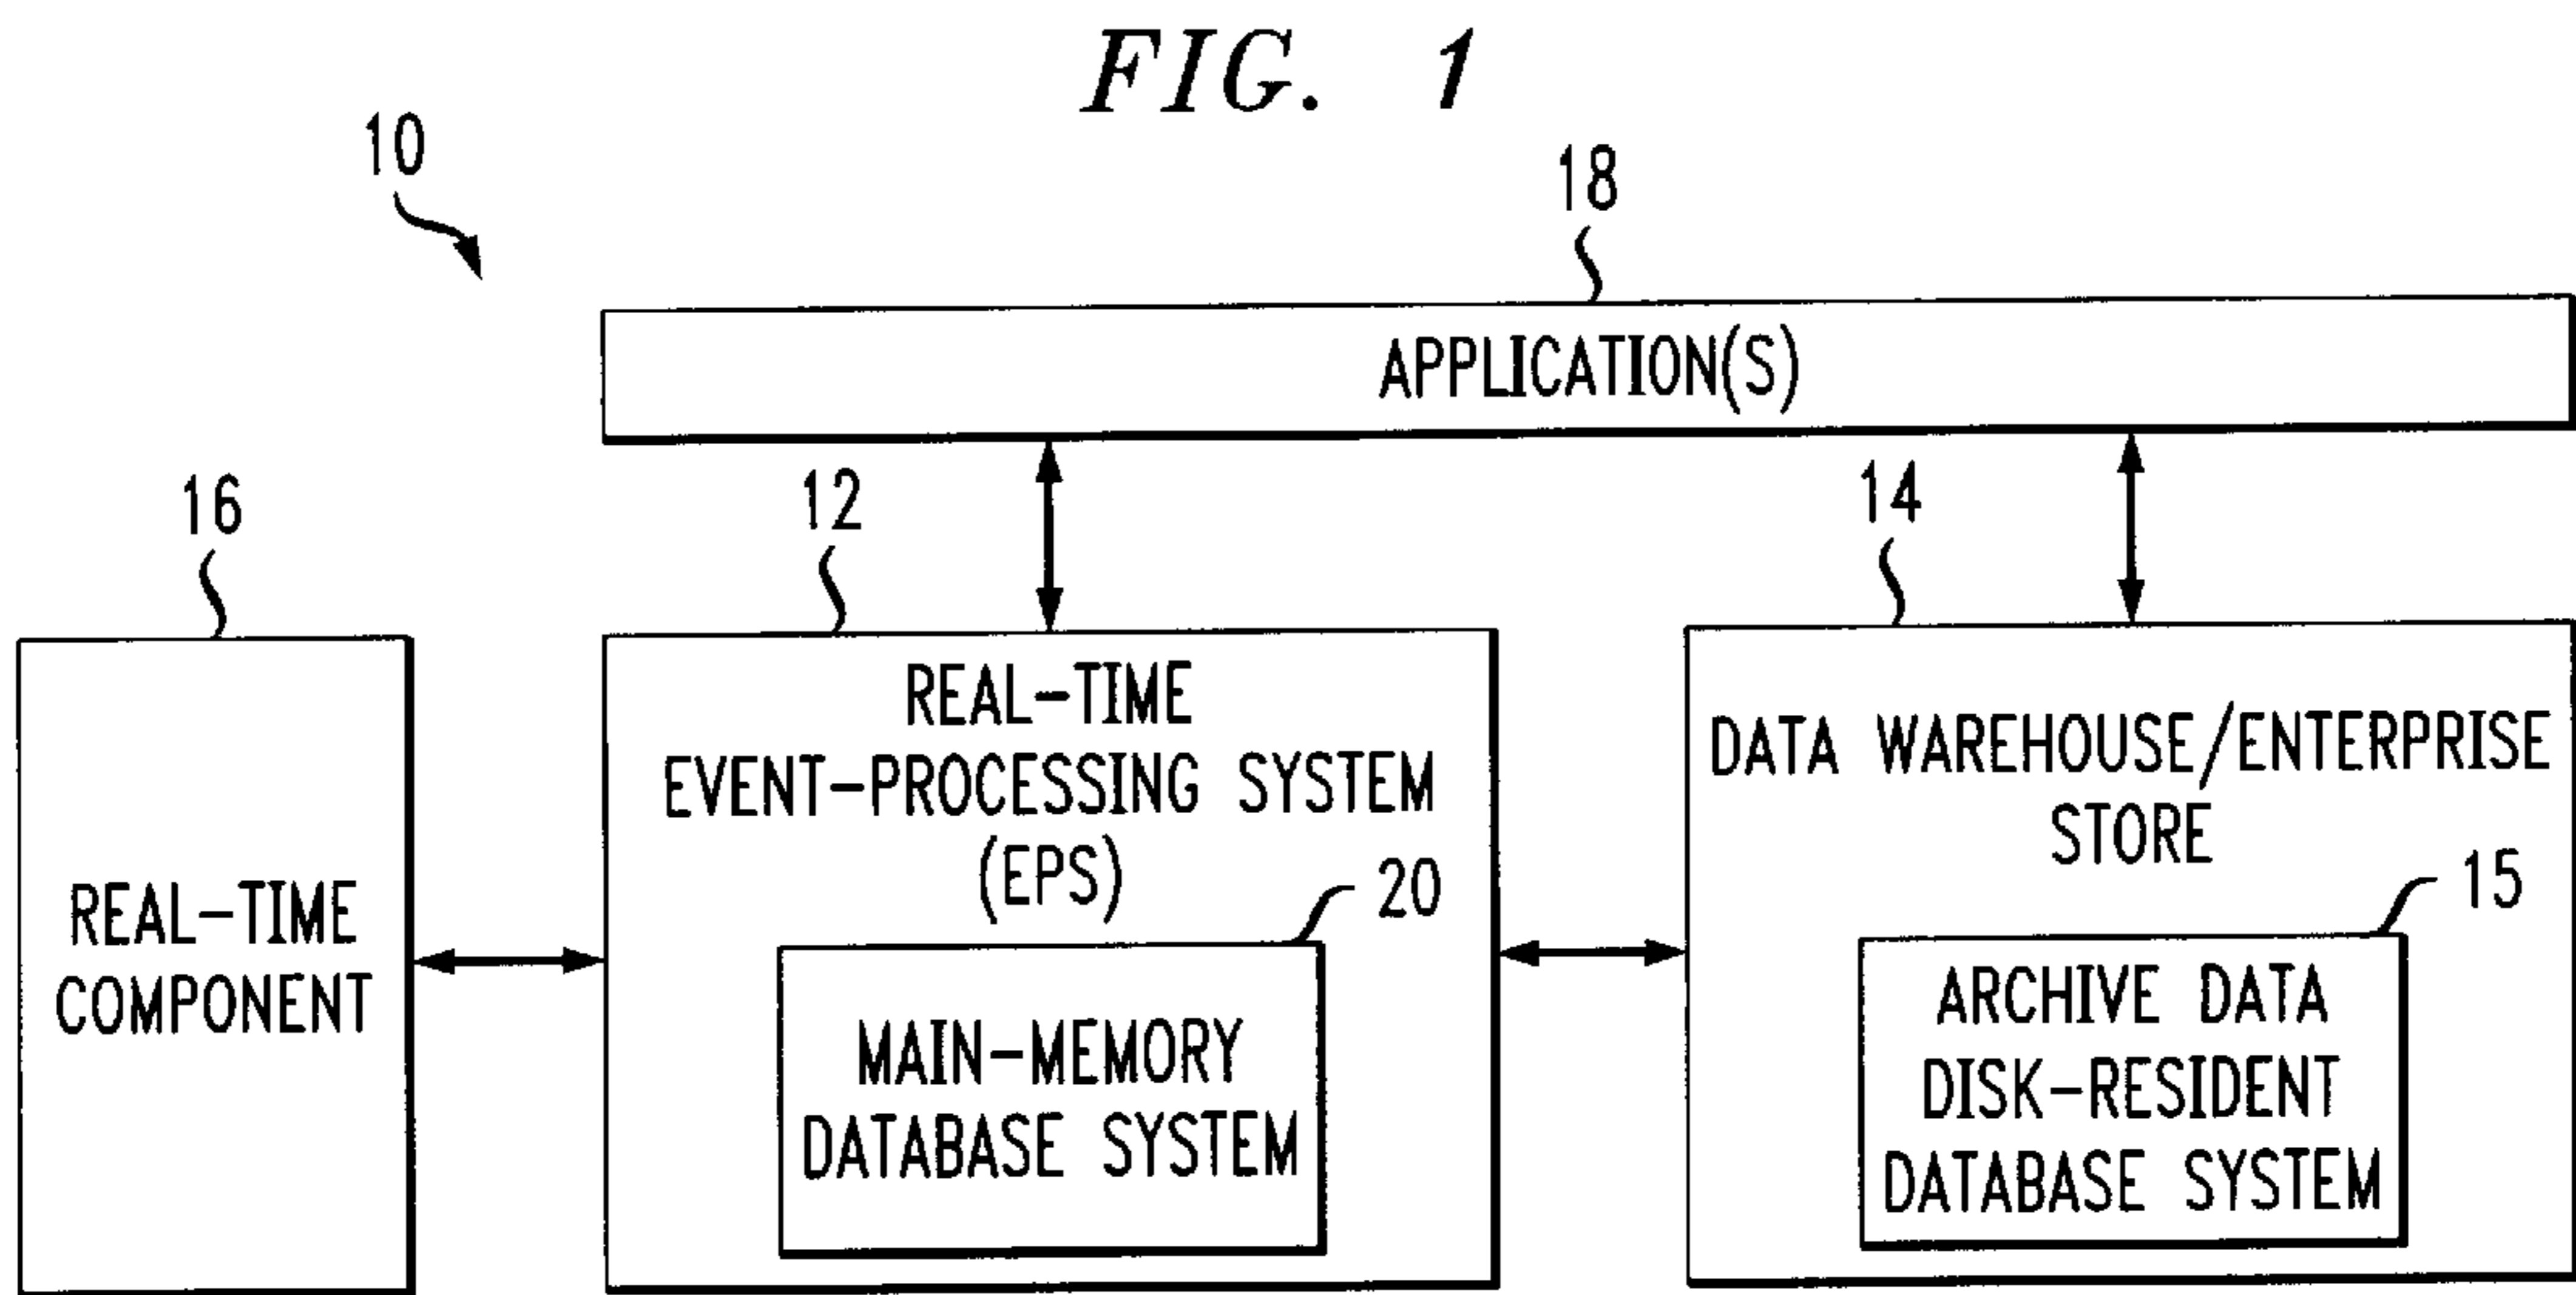 FIG. 1
10
18
APPLICATION(S)
16
12
14
REAL-TIME
COMPONENT
REAL-TIME
EVENT-PROCESSING SYSTEM
(EPS)
20
MAIN-MEMORY
DATABASE SYSTEM
DATA WAREHOUSE/ENTERPRISE
STORE
15
ARCHIVE DATA
DISK-RESIDENT
DATABASE SYSTEM